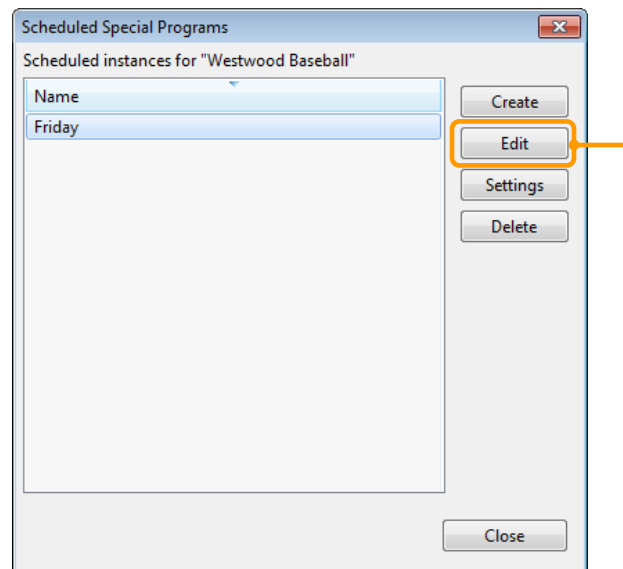 Scheduled Special Programs
Scheduled instances for "Westwood Baseball"
Name
Friday
Create
Edit
Settings
Delete
Close